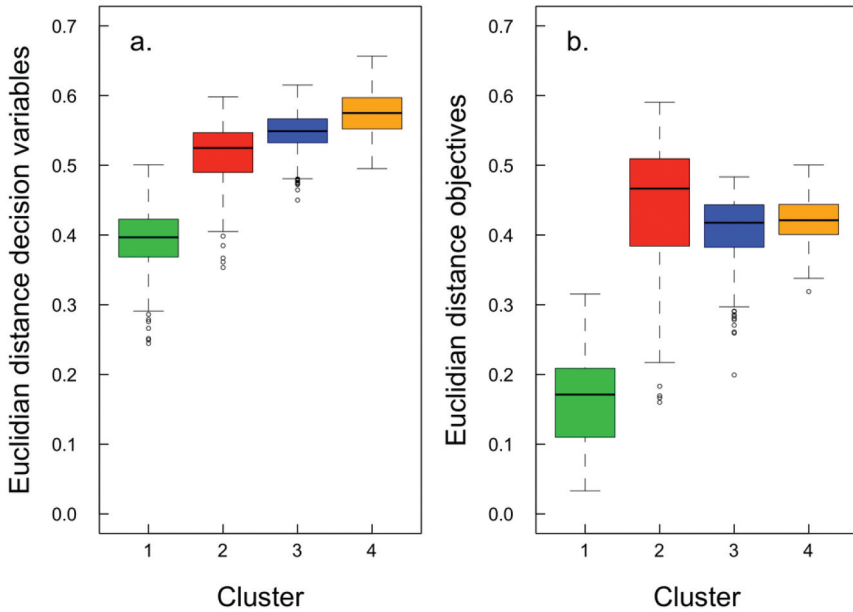 a.
Euclidian distance decision variables
0.7
0.6
0.5
0.4
0.3
0.2
0.1
0.0
1 2 3 4
Cluster
b.
Euclidian distance objectives
0.7
0.6
0.5
0.4
0.3
0.2
0.1
0.0
1 2 3 4
Cluster